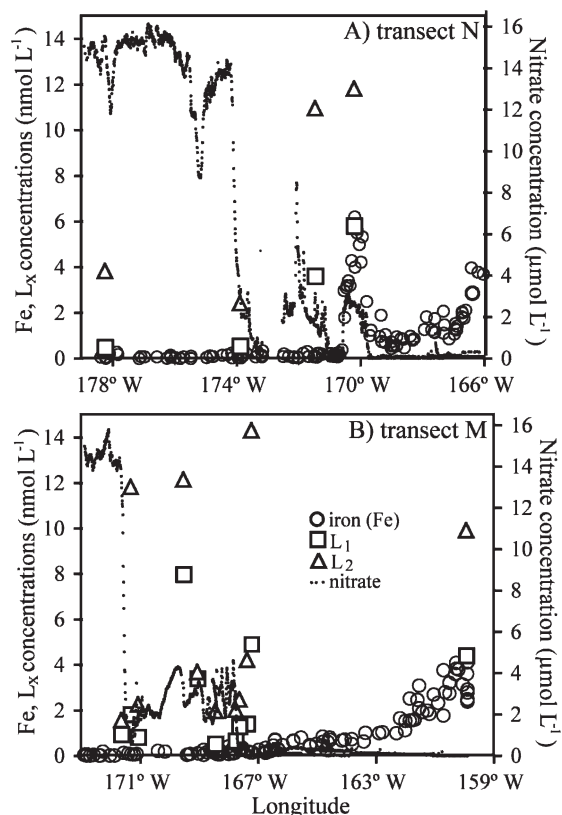 A) transect N
Fe, Lx concentrations (nmol L-1)
14
12
10
8
6
4
2
0
16
14
12
10
8
6
4
2
0
Nitrate concentration (μmol L-1)
178° W
174° W
170° W
166° W
B) transect M
Fe, Lx concentrations (nmol L-1)
14
12
10
8
6
4
2
0
iron (Fe)
L1
L2
nitrate
16
14
12
10
8
6
4
2
0
Nitrate concentration (μmol L-1)
171° W
167° W
163° W
159° W
Longitude